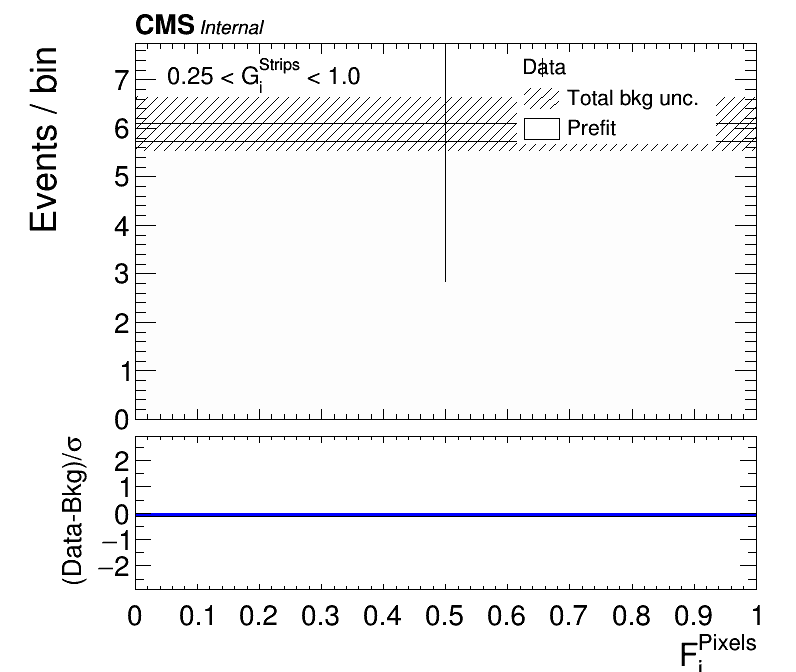 CMS Internal
Events / bin
0.25 < G_i^Strips < 1.0
Data
Total bkg unc.
Prefit
7
6
5
4
3
2
1
0
(Data-Bkg)/σ
2
1
0
−1
−2
0 0.1 0.2 0.3 0.4 0.5 0.6 0.7 0.8 0.9 1
F_i^Pixels